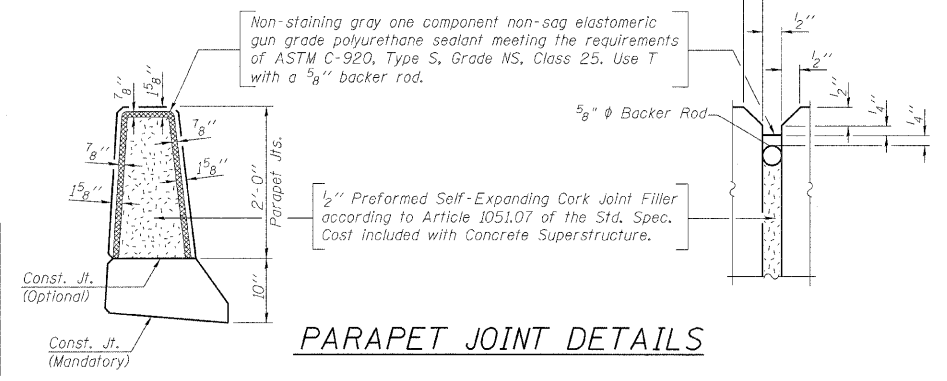 Non-staining gray one component non-sag elastomeric
gun grade polyurethane sealant meeting the requirements
of ASTM C-920, Type S, Grade NS, Class 25. Use T
with a 5/8" backer rod.
7/8"
1 5/8"
7/8"
7/8"
1 5/8"
1 5/8"
2'-0"
Parapet Jts.
10"
Const. Jt.
(Optional)
Const. Jt.
(Mandatory)
1/2"
1/2"
1/2"
1/4"
1/4"
5/8" ϕ Backer Rod
1/2" Preformed Self-Expanding Cork Joint Filler
according to Article 1051.07 of the Std. Spec.
Cost included with Concrete Superstructure.
PARAPET JOINT DETAILS